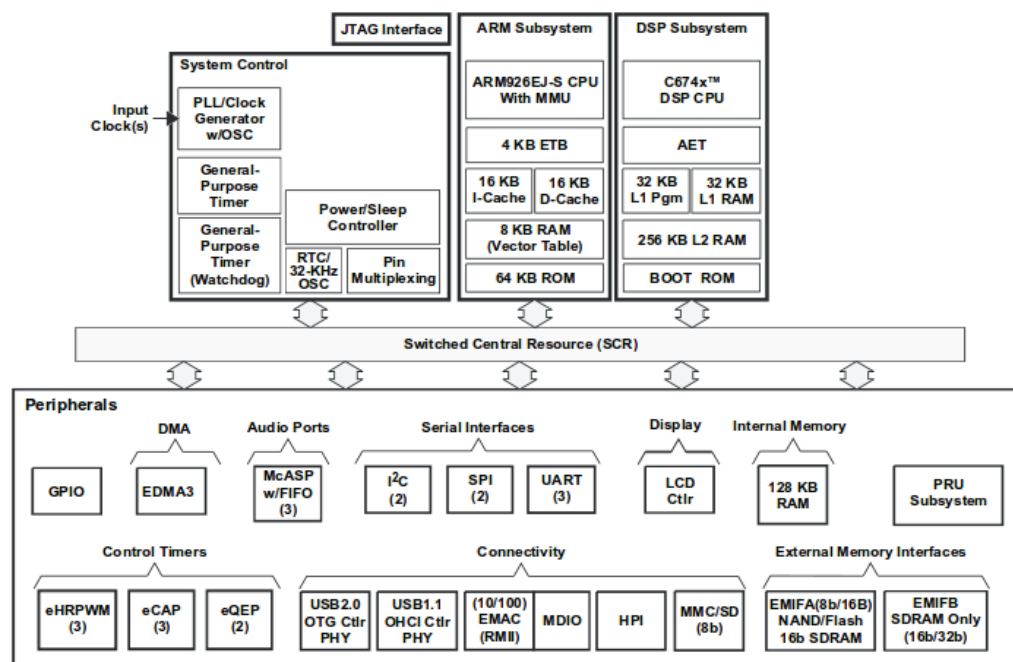 JTAG Interface
System Control
Input
Clock(s)
PLL/Clock
Generator
w/OSC
General-
Purpose
Timer
General-
Purpose
Timer
(Watchdog)
Power/Sleep
Controller
RTC/
32-KHz
OSC
Pin
Multiplexing
ARM Subsystem
ARM926EJ-S CPU
With MMU
4 KB ETB
16 KB
I-Cache
16 KB
D-Cache
8 KB RAM
(Vector Table)
64 KB ROM
DSP Subsystem
C674x™
DSP CPU
AET
32 KB
L1 Pgm
32 KB
L1 RAM
256 KB L2 RAM
BOOT ROM
Switched Central Resource (SCR)
Peripherals
GPIO
DMA
EDMA3
Audio Ports
McASP
w/FIFO
(3)
Serial Interfaces
I²C
(2)
SPI
(2)
UART
(3)
Display
LCD
Ctlr
Internal Memory
128 KB
RAM
PRU
Subsystem
Control Timers
eHRPWM
(3)
eCAP
(3)
eQEP
(2)
Connectivity
USB2.0
OTG Ctlr
PHY
USB1.1
OHCI Ctlr
PHY
(10/100)
EMAC
(RMII)
MDIO
HPI
MMC/SD
(8b)
External Memory Interfaces
EMIFA(8b/16B)
NAND/Flash
16b SDRAM
EMIFB
SDRAM Only
(16b/32b)